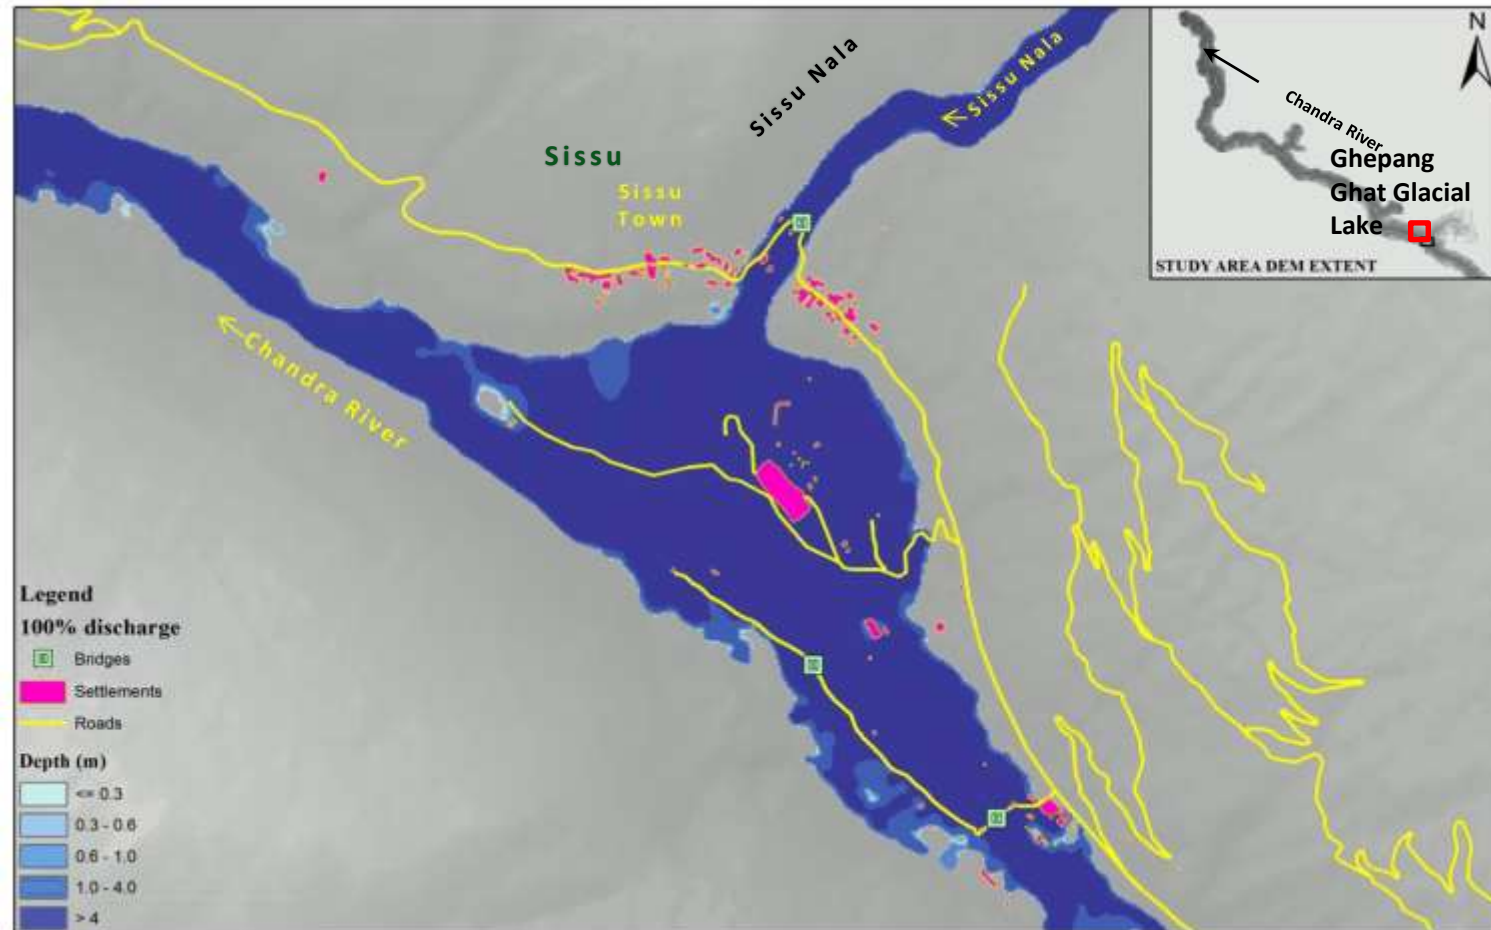 Sissu Nala
Sissu Nala
Sissu
Sissu
Town
Chandra River
N
Chandra River
Ghepang
Ghat Glacial
Lake
STUDY AREA DEM EXTENT
Legend
100% discharge
Bridges
Settlements
Roads
Depth (m)
<= 0.3
0.3 - 0.6
0.6 - 1.0
1.0 - 4.0
> 4